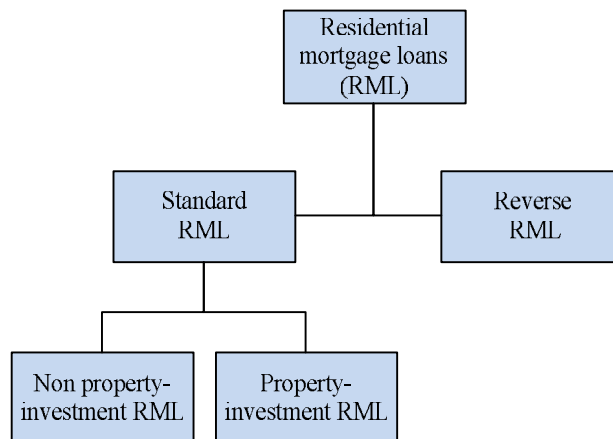 Residential
mortgage loans
(RML)
Standard
RML
Reverse
RML
Non property-
investment RML
Property-
investment RML